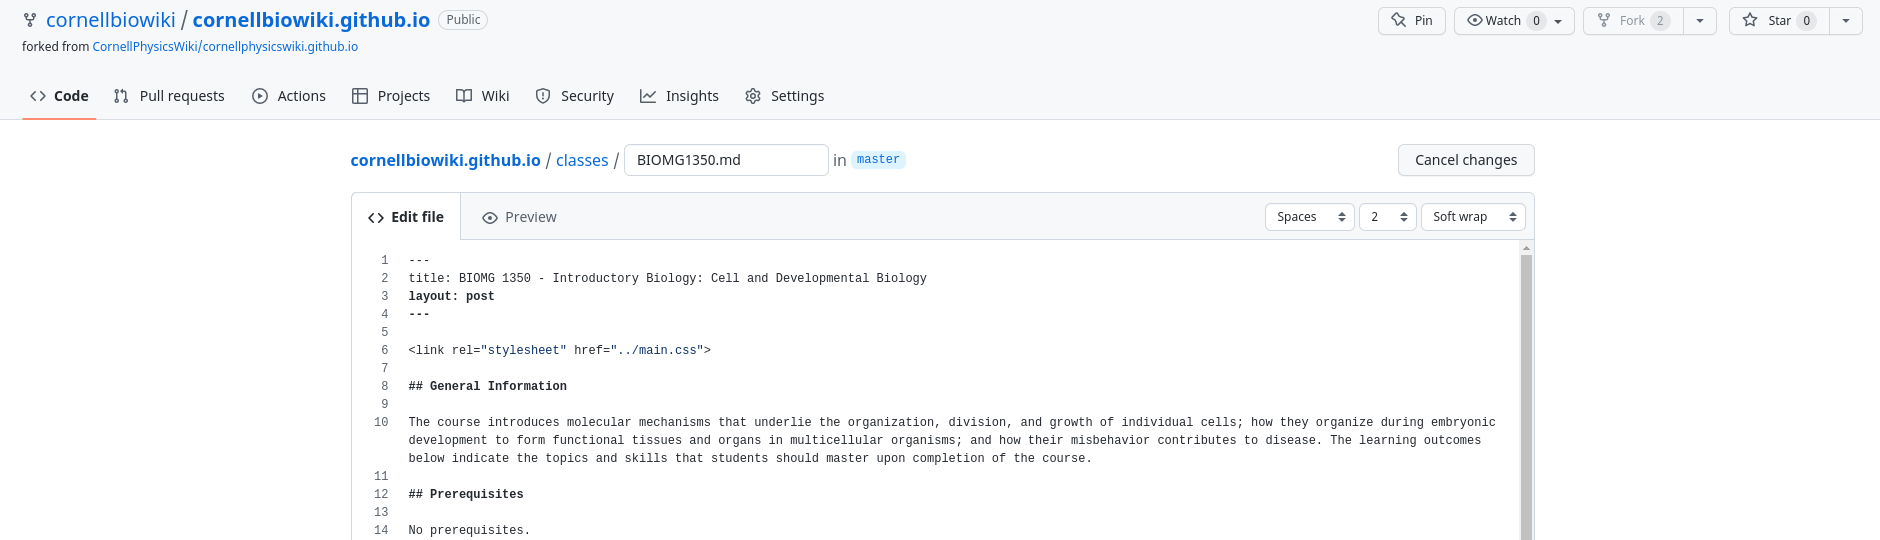 cornellbiowiki / cornellbiowiki.github.io Public
Pin Watch 0 Fork 2 Star 0
forked from CornellPhysicsWiki/cornellphysicswiki.github.io
Code Pull requests Actions Projects Wiki Security Insights Settings
cornellbiowiki.github.io / classes / BIOMG1350.md in master Cancel changes
Edit file Preview Spaces 2 Soft wrap
1 ---
2 title: BIOMG 1350 - Introductory Biology: Cell and Developmental Biology
3 layout: post
4 ---
5
6 <link rel="stylesheet" href="../main.css">
7
8 ## General Information
9
10 The course introduces molecular mechanisms that underlie the organization, division, and growth of individual cells; how they organize during embryonic
development to form functional tissues and organs in multicellular organisms; and how their misbehavior contributes to disease. The learning outcomes
below indicate the topics and skills that students should master upon completion of the course.
11
12 ## Prerequisites
13
14 No prerequisites.